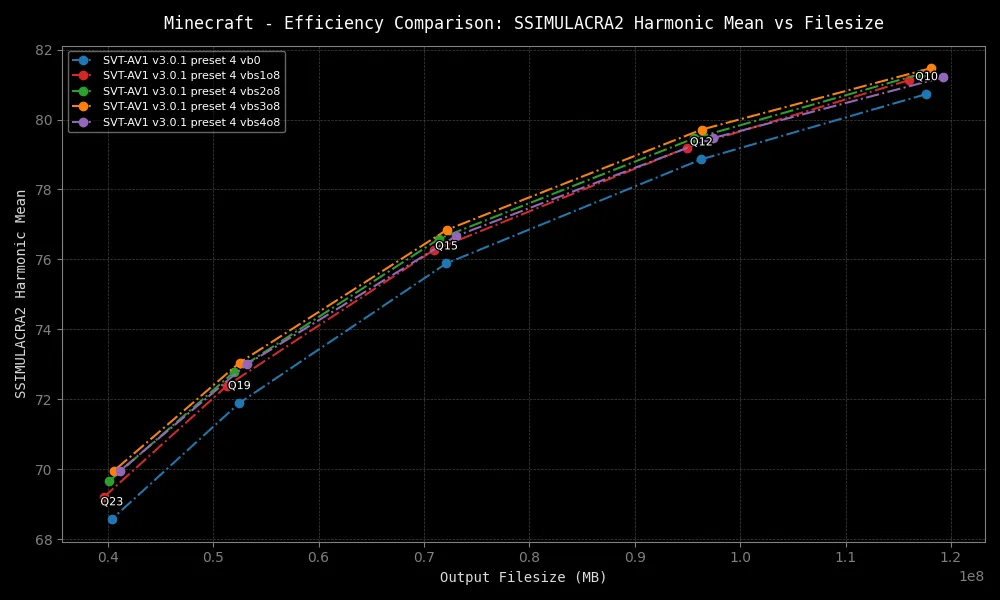 Minecraft - Efficiency Comparison: SSIMULACRA2 Harmonic Mean vs Filesize
SVT-AV1 v3.0.1 preset 4 vb0
SVT-AV1 v3.0.1 preset 4 vbs1o8
SVT-AV1 v3.0.1 preset 4 vbs2o8
SVT-AV1 v3.0.1 preset 4 vbs3o8
SVT-AV1 v3.0.1 preset 4 vbs4o8
82
80
78
76
74
72
70
68
SSIMULACRA2 Harmonic Mean
Q10
Q12
Q15
Q19
Q23
0.4
0.5
0.6
0.7
0.8
0.9
1.0
1.1
1.2
1e8
Output Filesize (MB)